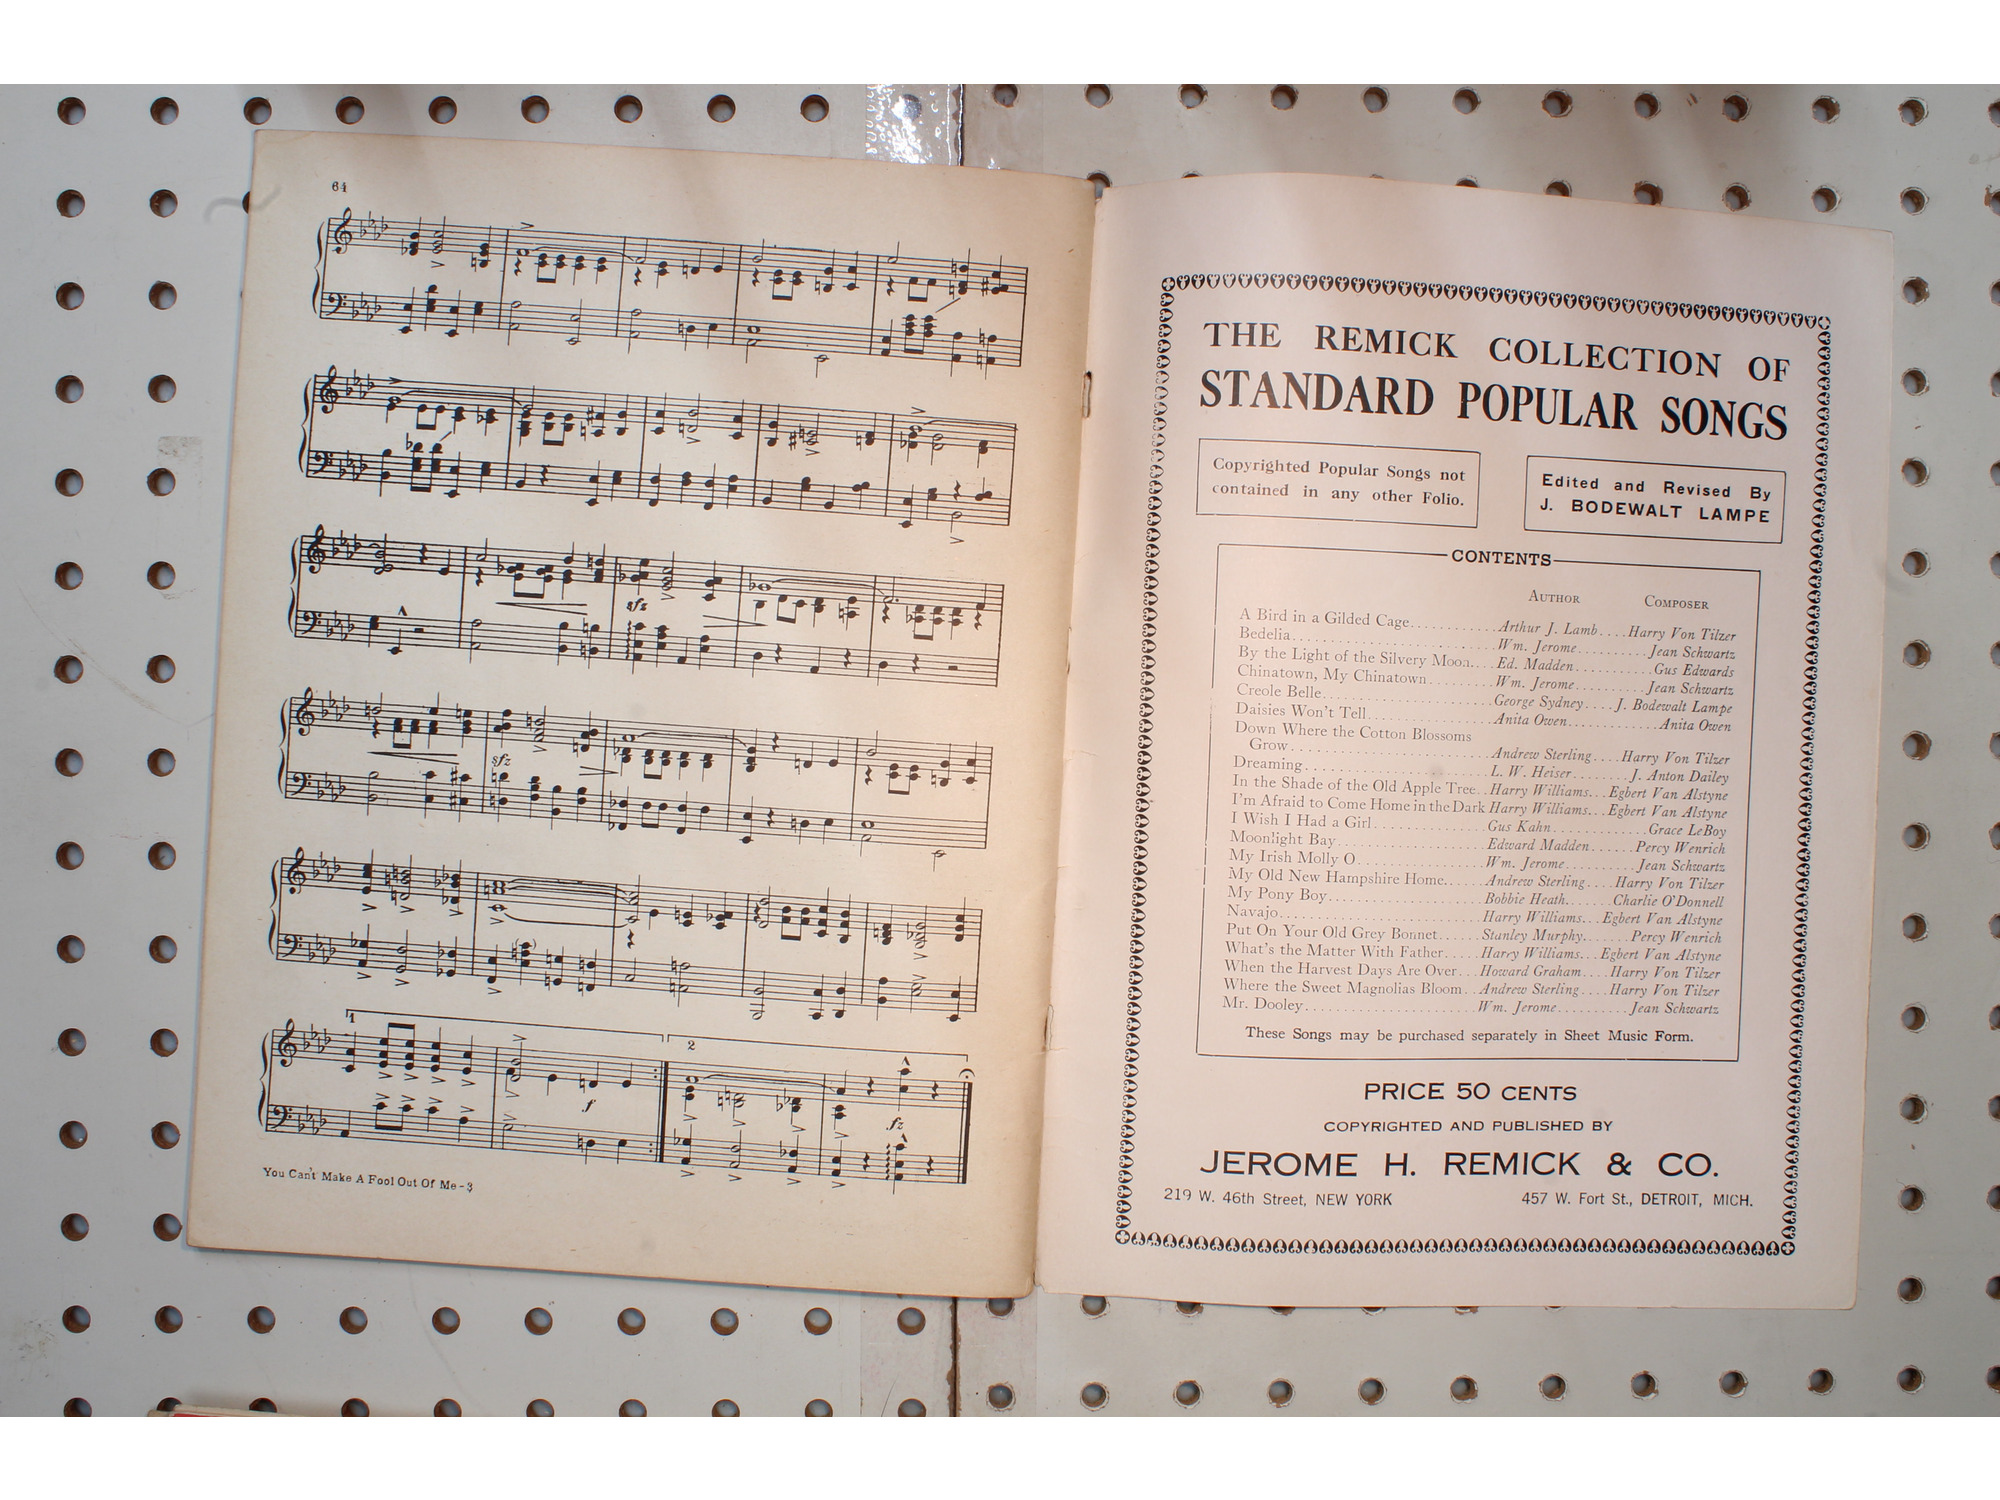 64
sfz
sfz
1
2
f
fz
You Can't Make A Fool Out Of Me - 3
THE REMICK COLLECTION OF
STANDARD POPULAR SONGS
Copyrighted Popular Songs not
contained in any other Folio.
Edited and Revised By
J. BODEWALT LAMPE
CONTENTS
AUTHOR COMPOSER
A Bird in a Gilded Cage..........Arthur J. Lamb....Harry Von Tilzer
Bedelia..........Wm. Jerome..........Jean Schwartz
By the Light of the Silvery Moon....Ed. Madden..........Gus Edwards
Chinatown, My Chinatown.........Wm. Jerome..........Jean Schwartz
Creole Belle..........George Sydney....J. Bodewalt Lampe
Daisies Won't Tell..........Anita Owen............Anita Owen
Down Where the Cotton Blossoms
Grow..........Andrew Sterling....Harry Von Tilzer
Dreaming..........L. W. Heiser........J. Anton Dailey
In the Shade of the Old Apple Tree..Harry Williams...Egbert Van Alstyne
I'm Afraid to Come Home in the Dark Harry Williams...Egbert Van Alstyne
I Wish I Had a Girl..........Gus Kahn............Grace LeBoy
Moonlight Bay..........Edward Madden......Percy Wenrich
My Irish Molly O..........Wm. Jerome..........Jean Schwartz
My Old New Hampshire Home......Andrew Sterling....Harry Von Tilzer
My Pony Boy..........Bobbie Heath.......Charlie O'Donnell
Navajo..........Harry Williams...Egbert Van Alstyne
Put On Your Old Grey Bonnet......Stanley Murphy.......Percy Wenrich
What's the Matter With Father.....Harry Williams...Egbert Van Alstyne
When the Harvest Days Are Over...Howard Graham....Harry Von Tilzer
Where the Sweet Magnolias Bloom..Andrew Sterling....Harry Von Tilzer
Mr. Dooley..........Wm. Jerome..........Jean Schwartz
These Songs may be purchased separately in Sheet Music Form.
PRICE 50 CENTS
COPYRIGHTED AND PUBLISHED BY
JEROME H. REMICK & CO.
219 W. 46th Street, NEW YORK 457 W. Fort St., DETROIT, MICH.